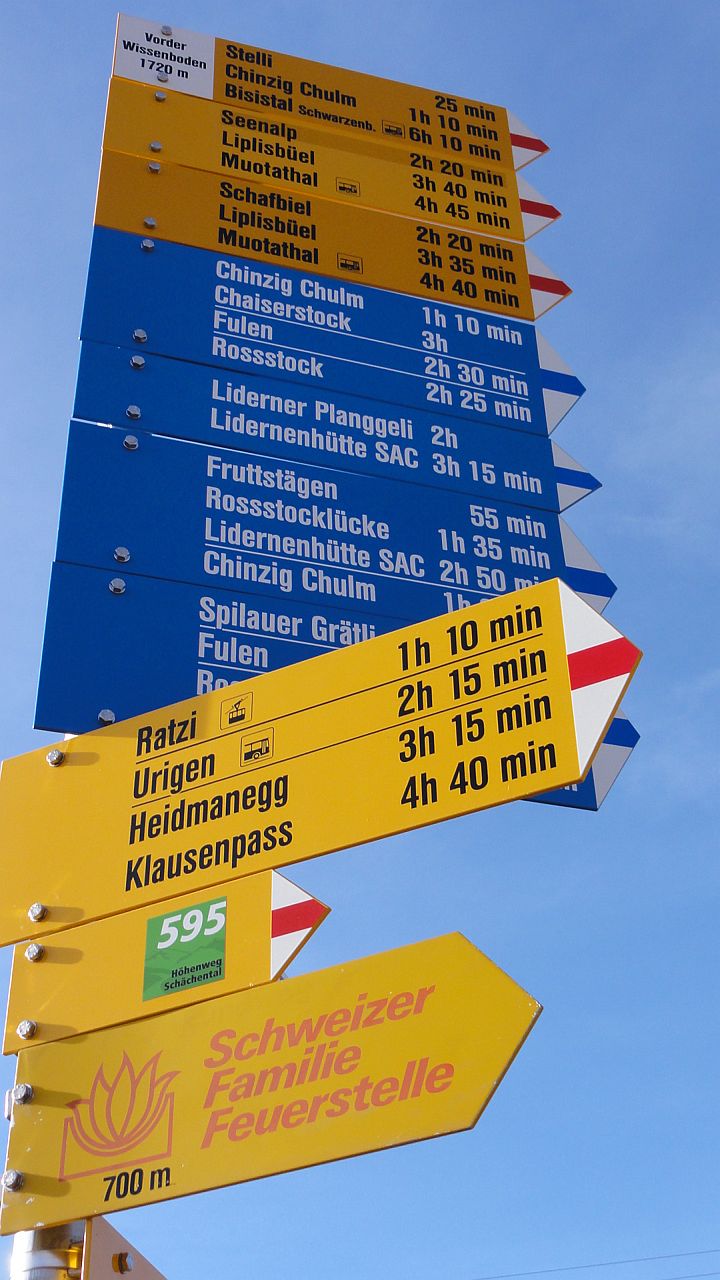 Vorder
Wissenboden
1720 m
Stelli 25 min
Chinzig Chulm 1h 10 min
Bisistal Schwarzenb. 6h 10 min
Seenalp 2h 20 min
Liplisbüel 3h 40 min
Muotathal 4h 45 min
Schafbiel 2h 20 min
Liplisbüel 3h 35 min
Muotathal 4h 40 min
Chinzig Chulm 1h 10 min
Chaiserstock 3h
Fulen 2h 30 min
Rossstock 2h 25 min
Liderner Planggeli 2h
Lidernenhütte SAC 3h 15 min
Fruttstägen 55 min
Rossstocklücke 1h 35 min
Lidernenhütte SAC 2h 50 mi
Chinzig Chulm 1h
Spilauer Grätli
Fulen
Ratzi 1h 10 min
Urigen 2h 15 min
Heidmanegg 3h 15 min
Klausenpass 4h 40 min
595
Höhenweg
Schächental
Schweizer
Familie
Feuerstelle
700 m